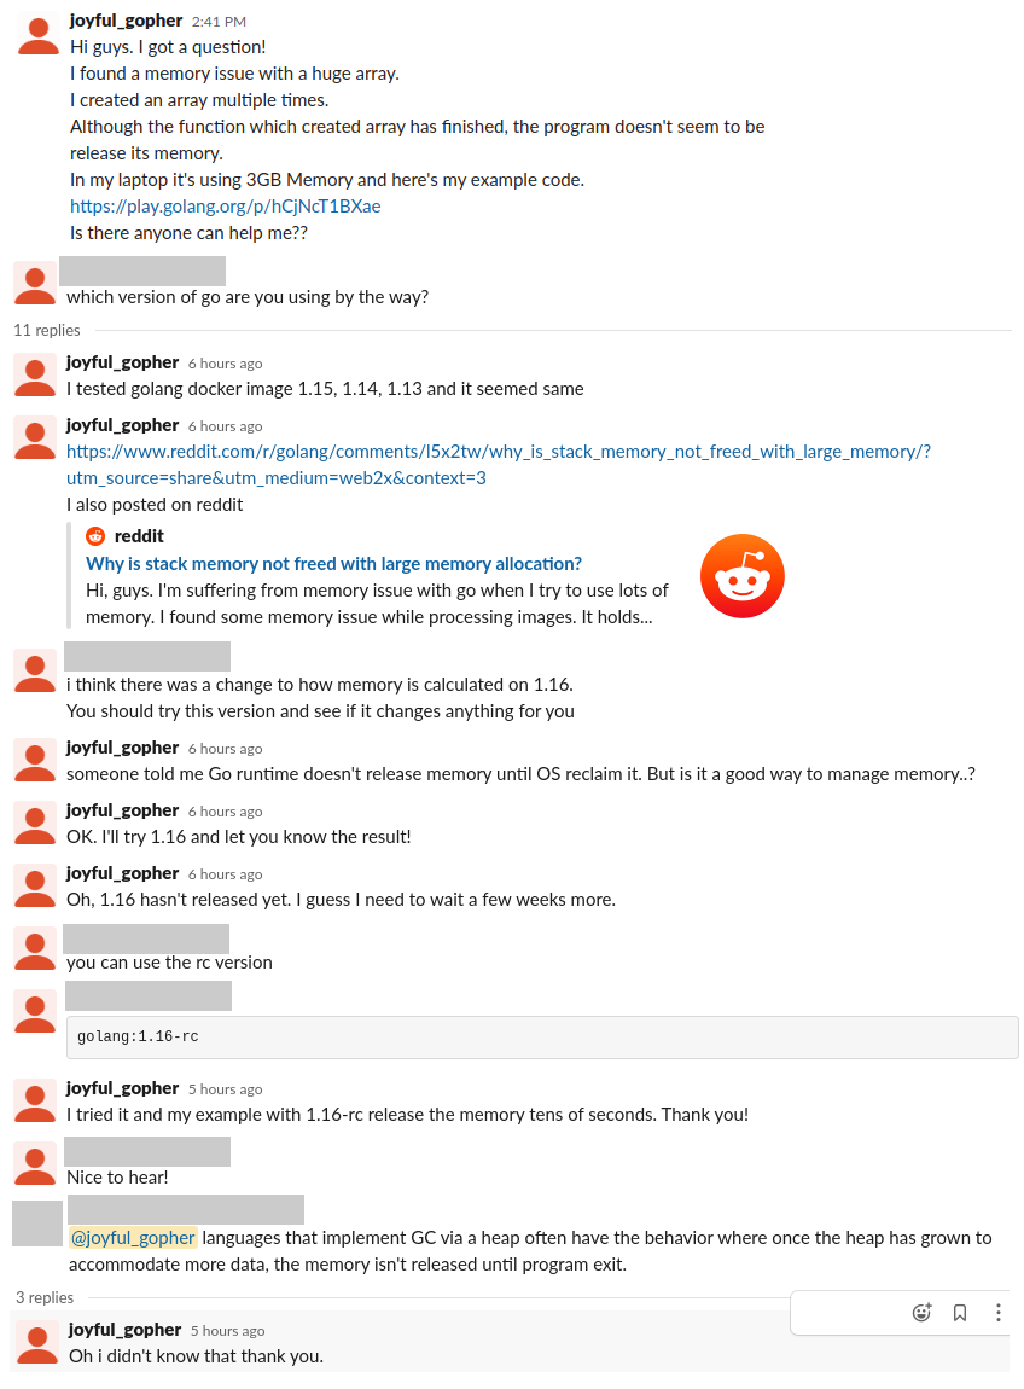 joyful_gopher 2:41 PM
Hi guys. I got a question!
I found a memory issue with a huge array.
I created an array multiple times.
Although the function which created array has finished, the program doesn't seem to be
release its memory.
In my laptop it's using 3GB Memory and here's my example code.
https://play.golang.org/p/hCjNcT1BXae
Is there anyone can help me??
which version of go are you using by the way?
11 replies
joyful_gopher 6 hours ago
I tested golang docker image 1.15, 1.14, 1.13 and it seemed same
joyful_gopher 6 hours ago
https://www.reddit.com/r/golang/comments/l5x2tw/why_is_stack_memory_not_freed_with_large_memory/?
utm_source=share&utm_medium=web2x&context=3
I also posted on reddit
reddit
Why is stack memory not freed with large memory allocation?
Hi, guys. I'm suffering from memory issue with go when I try to use lots of
memory. I found some memory issue while processing images. It holds...
i think there was a change to how memory is calculated on 1.16.
You should try this version and see if it changes anything for you
joyful_gopher 6 hours ago
someone told me Go runtime doesn't release memory until OS reclaim it. But is it a good way to manage memory..?
joyful_gopher 6 hours ago
OK. I'll try 1.16 and let you know the result!
joyful_gopher 6 hours ago
Oh, 1.16 hasn't released yet. I guess I need to wait a few weeks more.
you can use the rc version
golang:1.16-rc
joyful_gopher 5 hours ago
I tried it and my example with 1.16-rc release the memory tens of seconds. Thank you!
Nice to hear!
@joyful_gopher languages that implement GC via a heap often have the behavior where once the heap has grown to
accommodate more data, the memory isn't released until program exit.
3 replies
joyful_gopher 5 hours ago
Oh i didn't know that thank you.